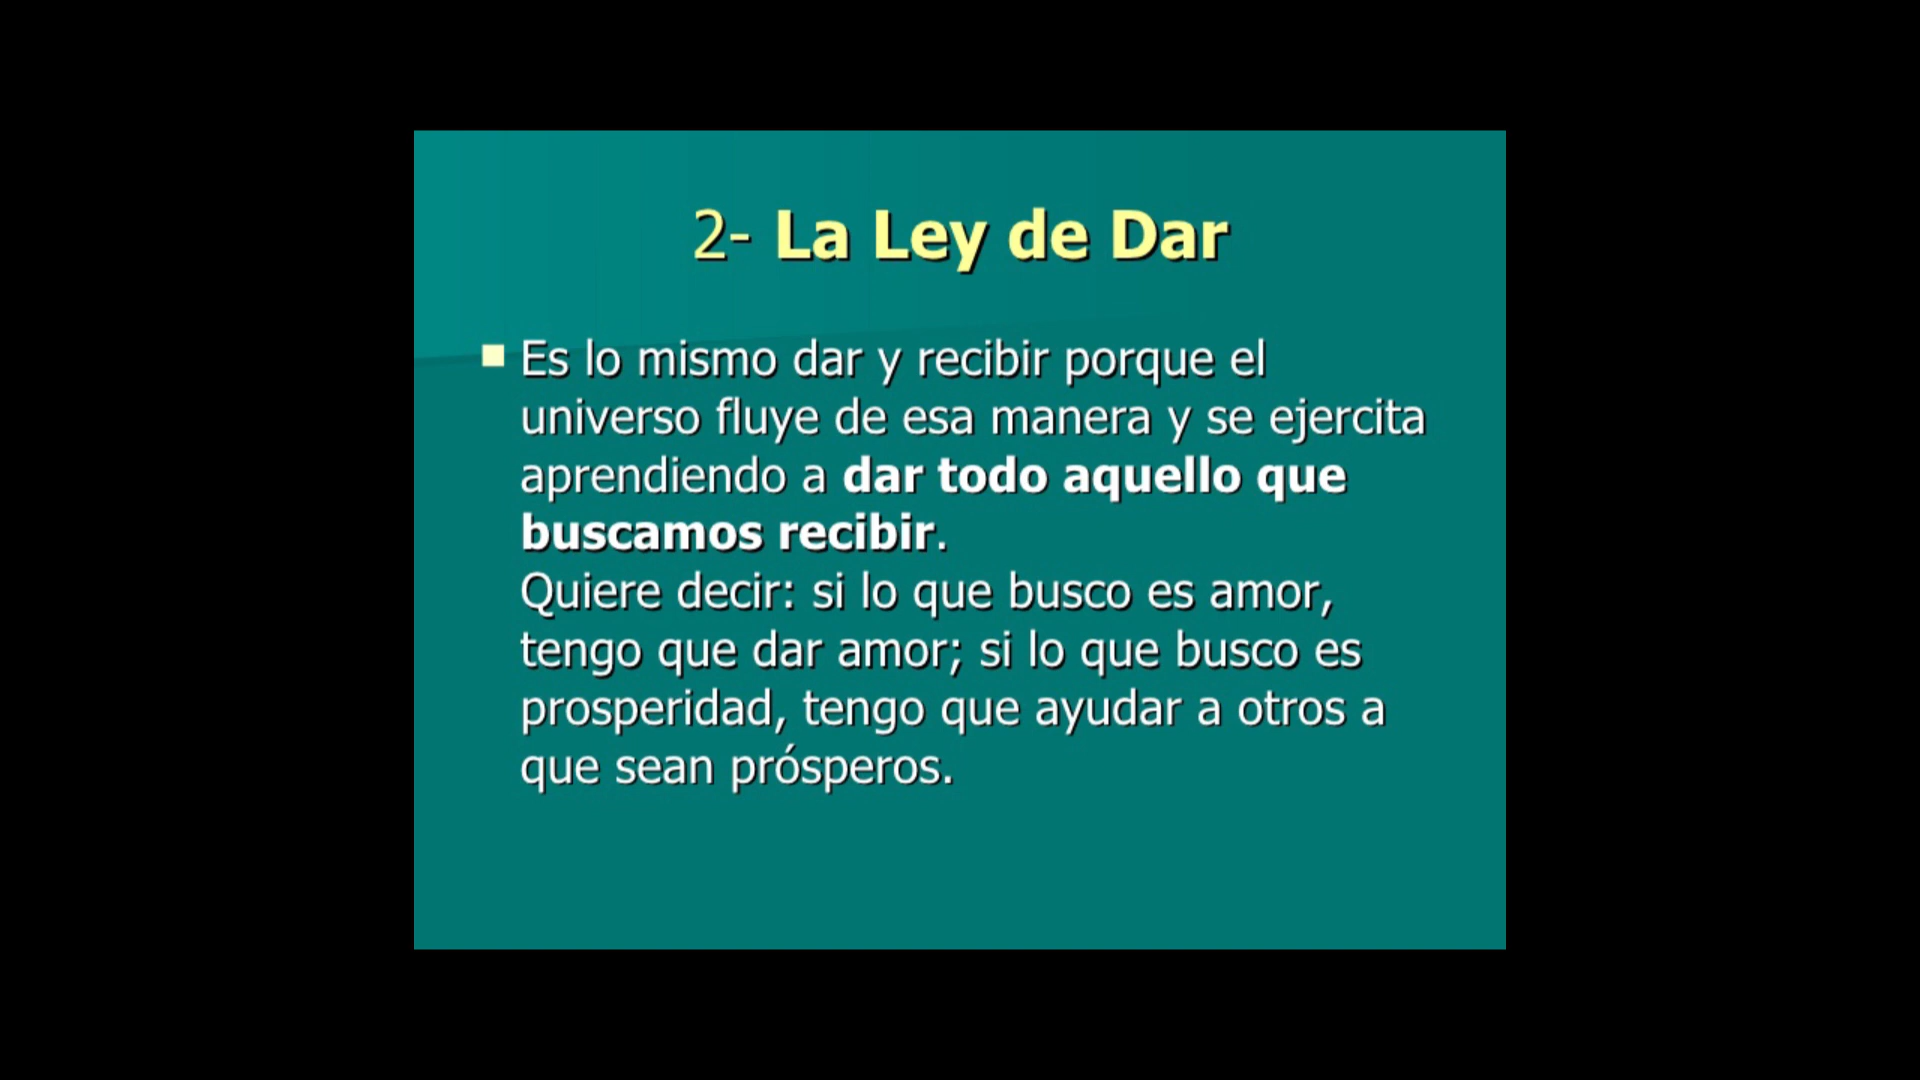 2- La Ley de Dar
Es lo mismo dar y recibir porque el
universo fluye de esa manera y se ejercita
aprendiendo a dar todo aquello que
buscamos recibir.
Quiere decir: si lo que busco es amor,
tengo que dar amor; si lo que busco es
prosperidad, tengo que ayudar a otros a
que sean prósperos.